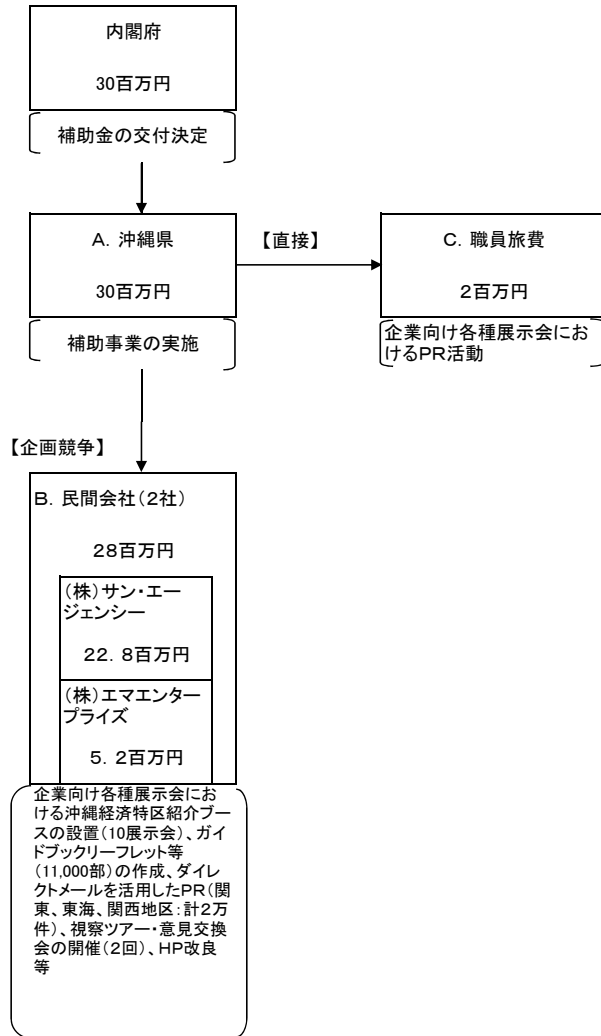 内閣府
30百万円
補助金の交付決定
A．沖縄県
30百万円
【直接】
C．職員旅費
２百万円
補助事業の実施
企業向け各種展示会にお
けるPR活動
【企画競争】
B．民間会社（２社）
２８百万円
（株）サン・エー
ジェンシー
２２．８百万円
（株）エマエンター
プライズ
５．２百万円
企業向け各種展示会にお
ける沖縄経済特区紹介ブー
スの設置（10展示会）、ガイ
ドブックリーフレット等
（11,000部）の作成、ダイレ
クトメールを活用したPR（関
東、東海、関西地区：計２万
件）、視察ツアー・意見交換
会の開催（２回）、HP改良
等